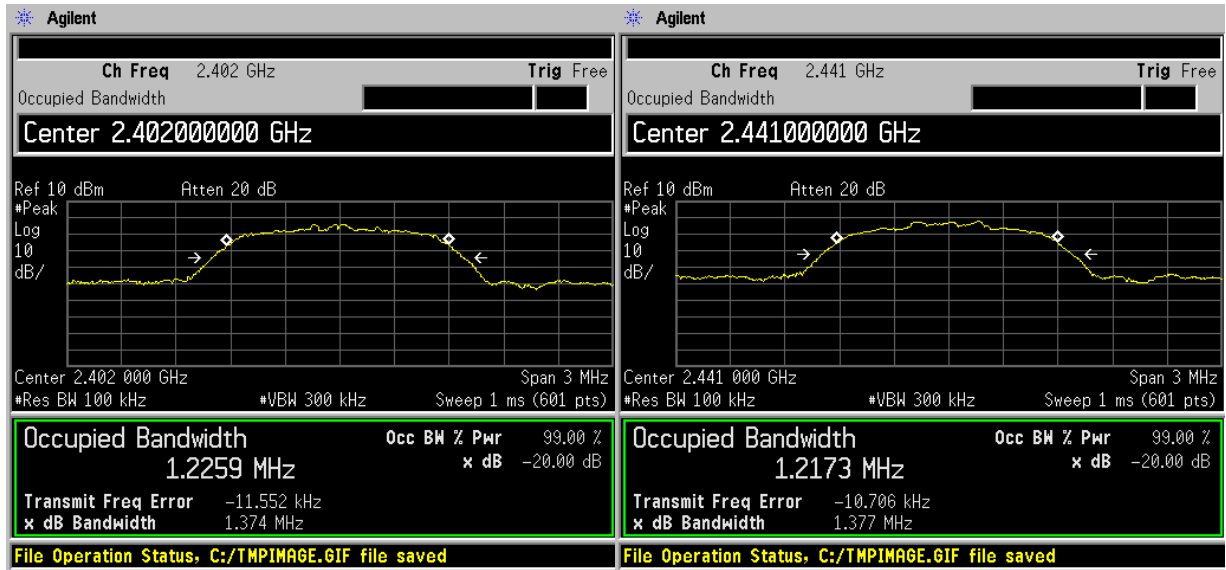 Agilent
Ch Freq 2.402 GHz Trig Free
Occupied Bandwidth
Center 2.402000000 GHz
Ref 10 dBm Atten 20 dB
#Peak
Log
10
dB/
Center 2.402 000 GHz Span 3 MHz
#Res BW 100 kHz #VBW 300 kHz Sweep 1 ms (601 pts)
Occupied Bandwidth Occ BW % Pwr 99.00 %
1.2259 MHz x dB -20.00 dB
Transmit Freq Error -11.552 kHz
x dB Bandwidth 1.374 MHz
File Operation Status, C:/TMPIMAGE.GIF file saved
Agilent
Ch Freq 2.441 GHz Trig Free
Occupied Bandwidth
Center 2.441000000 GHz
Ref 10 dBm Atten 20 dB
#Peak
Log
10
dB/
Center 2.441 000 GHz Span 3 MHz
#Res BW 100 kHz #VBW 300 kHz Sweep 1 ms (601 pts)
Occupied Bandwidth Occ BW % Pwr 99.00 %
1.2173 MHz x dB -20.00 dB
Transmit Freq Error -10.706 kHz
x dB Bandwidth 1.377 MHz
File Operation Status, C:/TMPIMAGE.GIF file saved